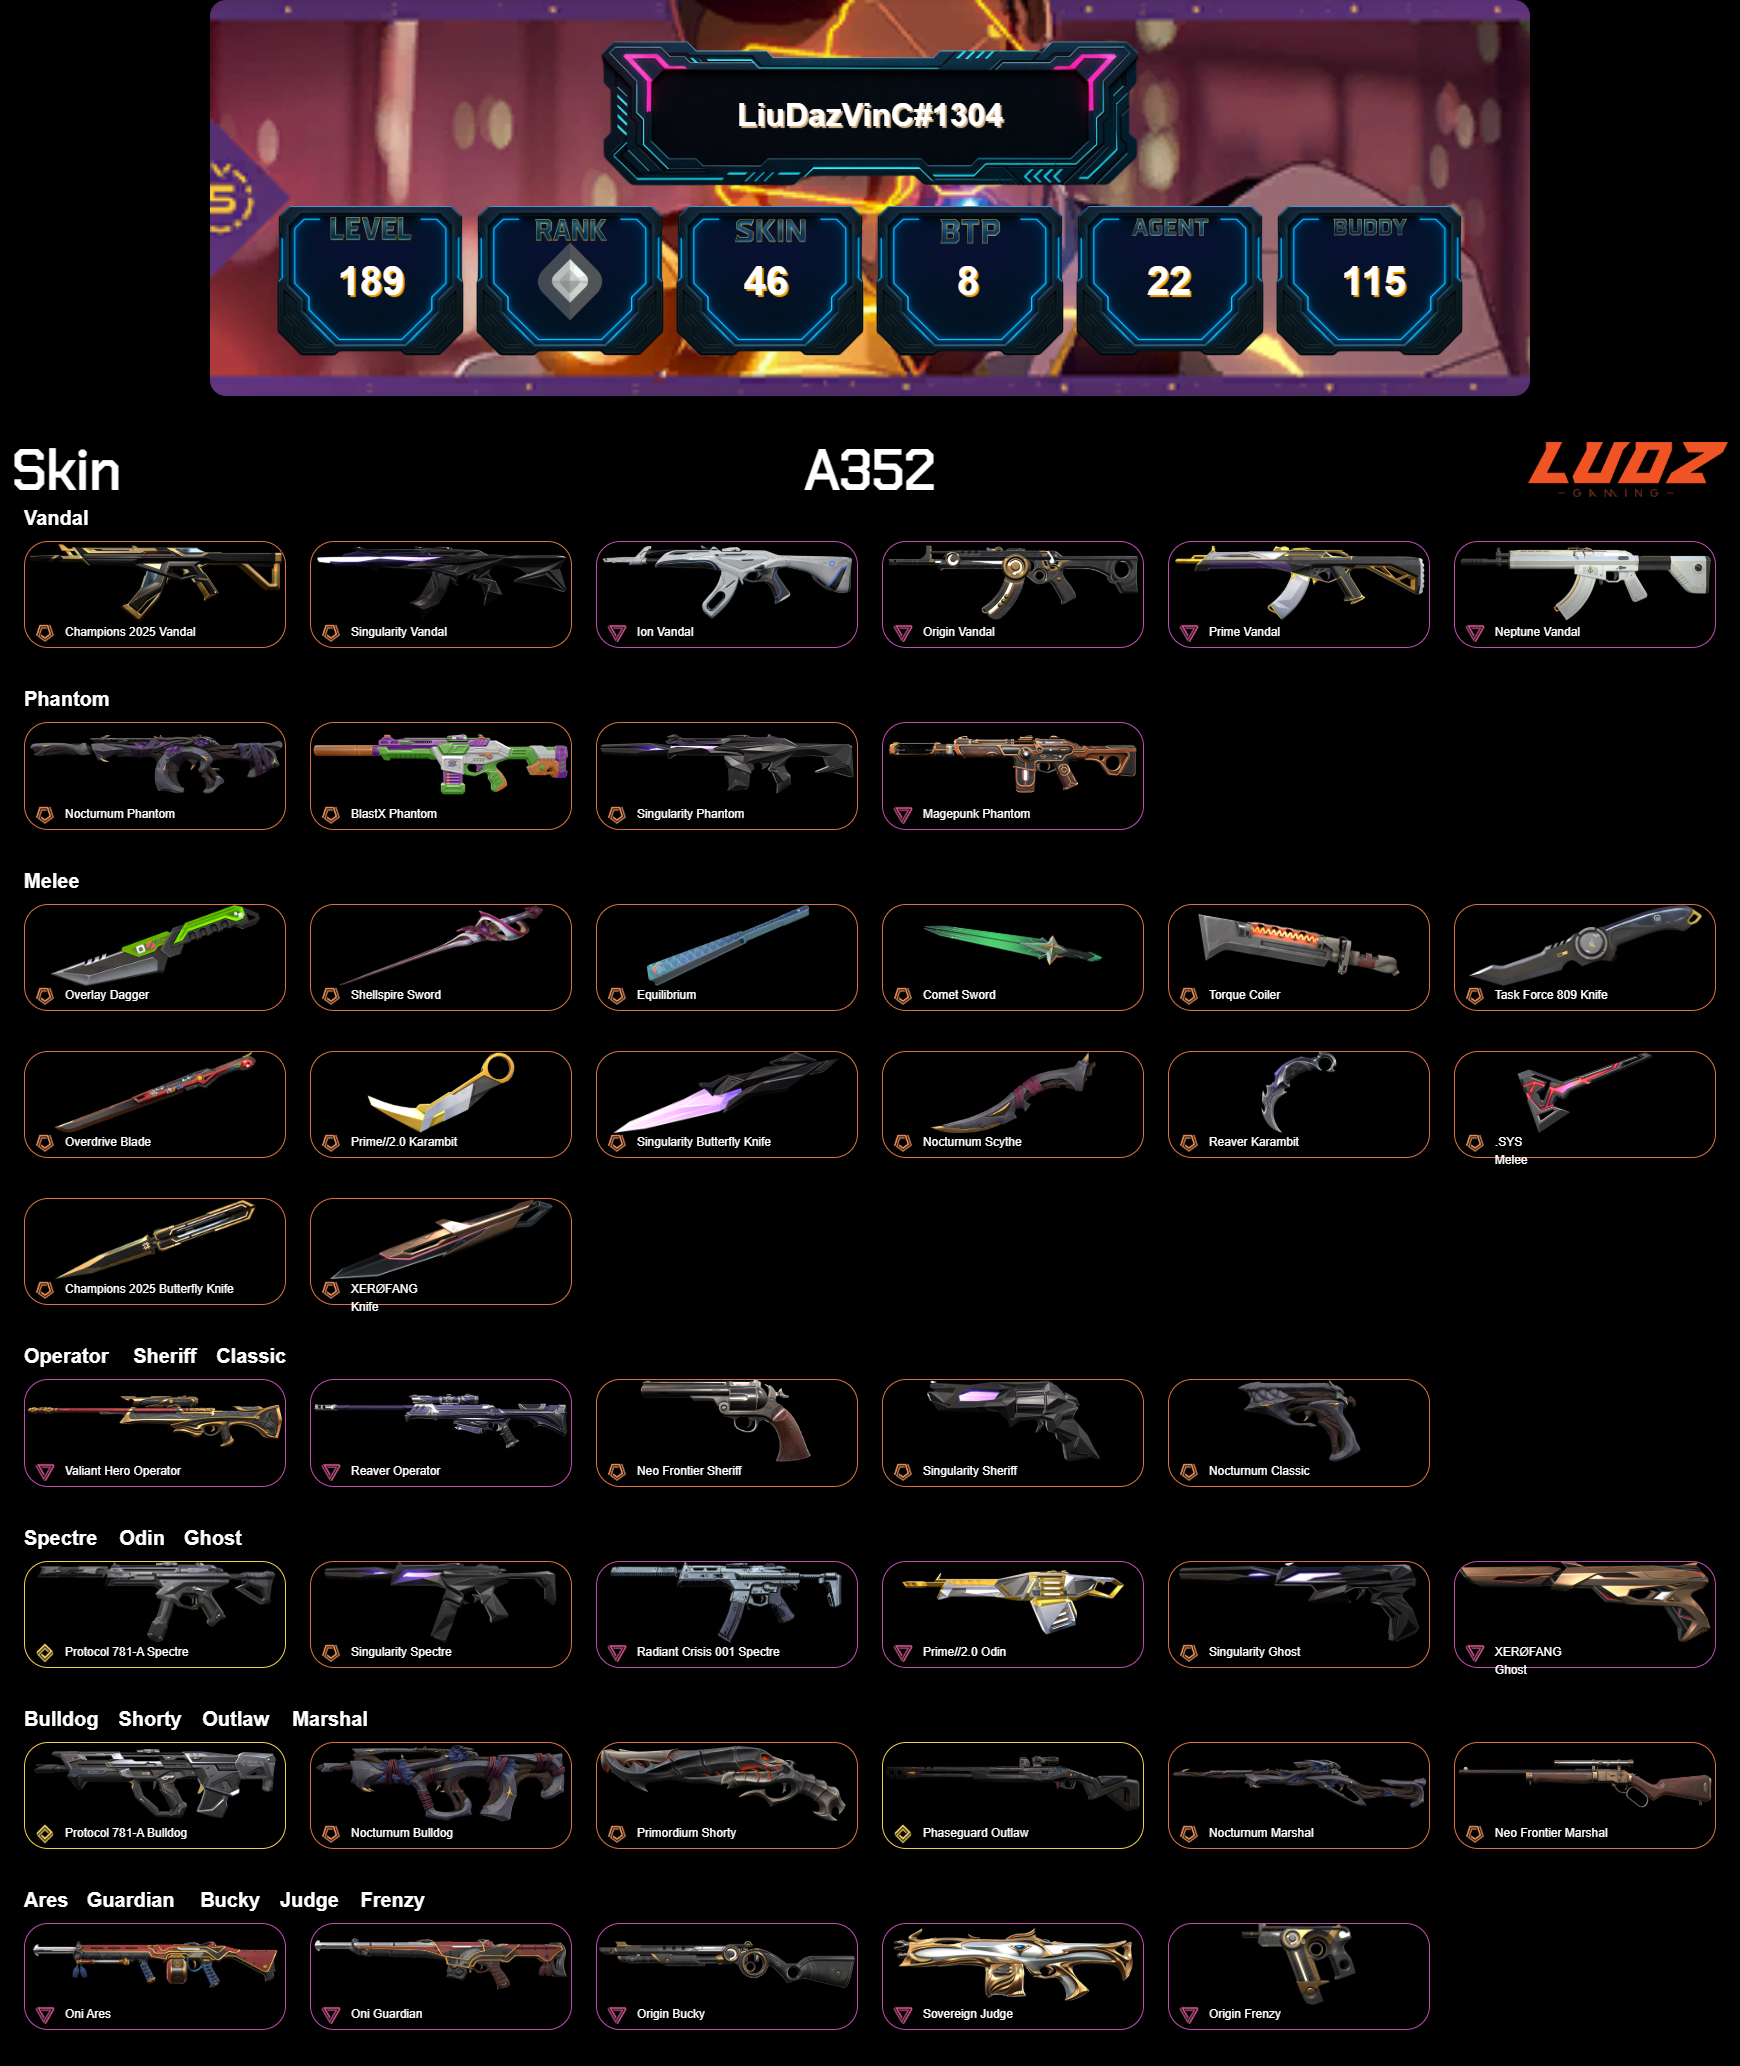 LiuDazVinC#1304
5
LEVEL RANK SKIN BTP AGENT BUDDY
189 46 8 22 115
Skin A352 LUDZ
GAMING
Vandal
Champions 2025 Vandal Singularity Vandal Ion Vandal Origin Vandal Prime Vandal Neptune Vandal
Phantom
Nocturnum Phantom BlastX Phantom Singularity Phantom Magepunk Phantom
Melee
Overlay Dagger Shellspire Sword Equilibrium Comet Sword Torque Coiler Task Force 809 Knife
Overdrive Blade Prime//2.0 Karambit Singularity Butterfly Knife Nocturnum Scythe Reaver Karambit .SYS
Melee
Champions 2025 Butterfly Knife XERØFANG
Knife
Operator Sheriff Classic
Valiant Hero Operator Reaver Operator Neo Frontier Sheriff Singularity Sheriff Nocturnum Classic
Spectre Odin Ghost
Protocol 781-A Spectre Singularity Spectre Radiant Crisis 001 Spectre Prime//2.0 Odin Singularity Ghost XERØFANG
Ghost
Bulldog Shorty Outlaw Marshal
Protocol 781-A Bulldog Nocturnum Bulldog Primordium Shorty Phaseguard Outlaw Nocturnum Marshal Neo Frontier Marshal
Ares Guardian Bucky Judge Frenzy
Oni Ares Oni Guardian Origin Bucky Sovereign Judge Origin Frenzy